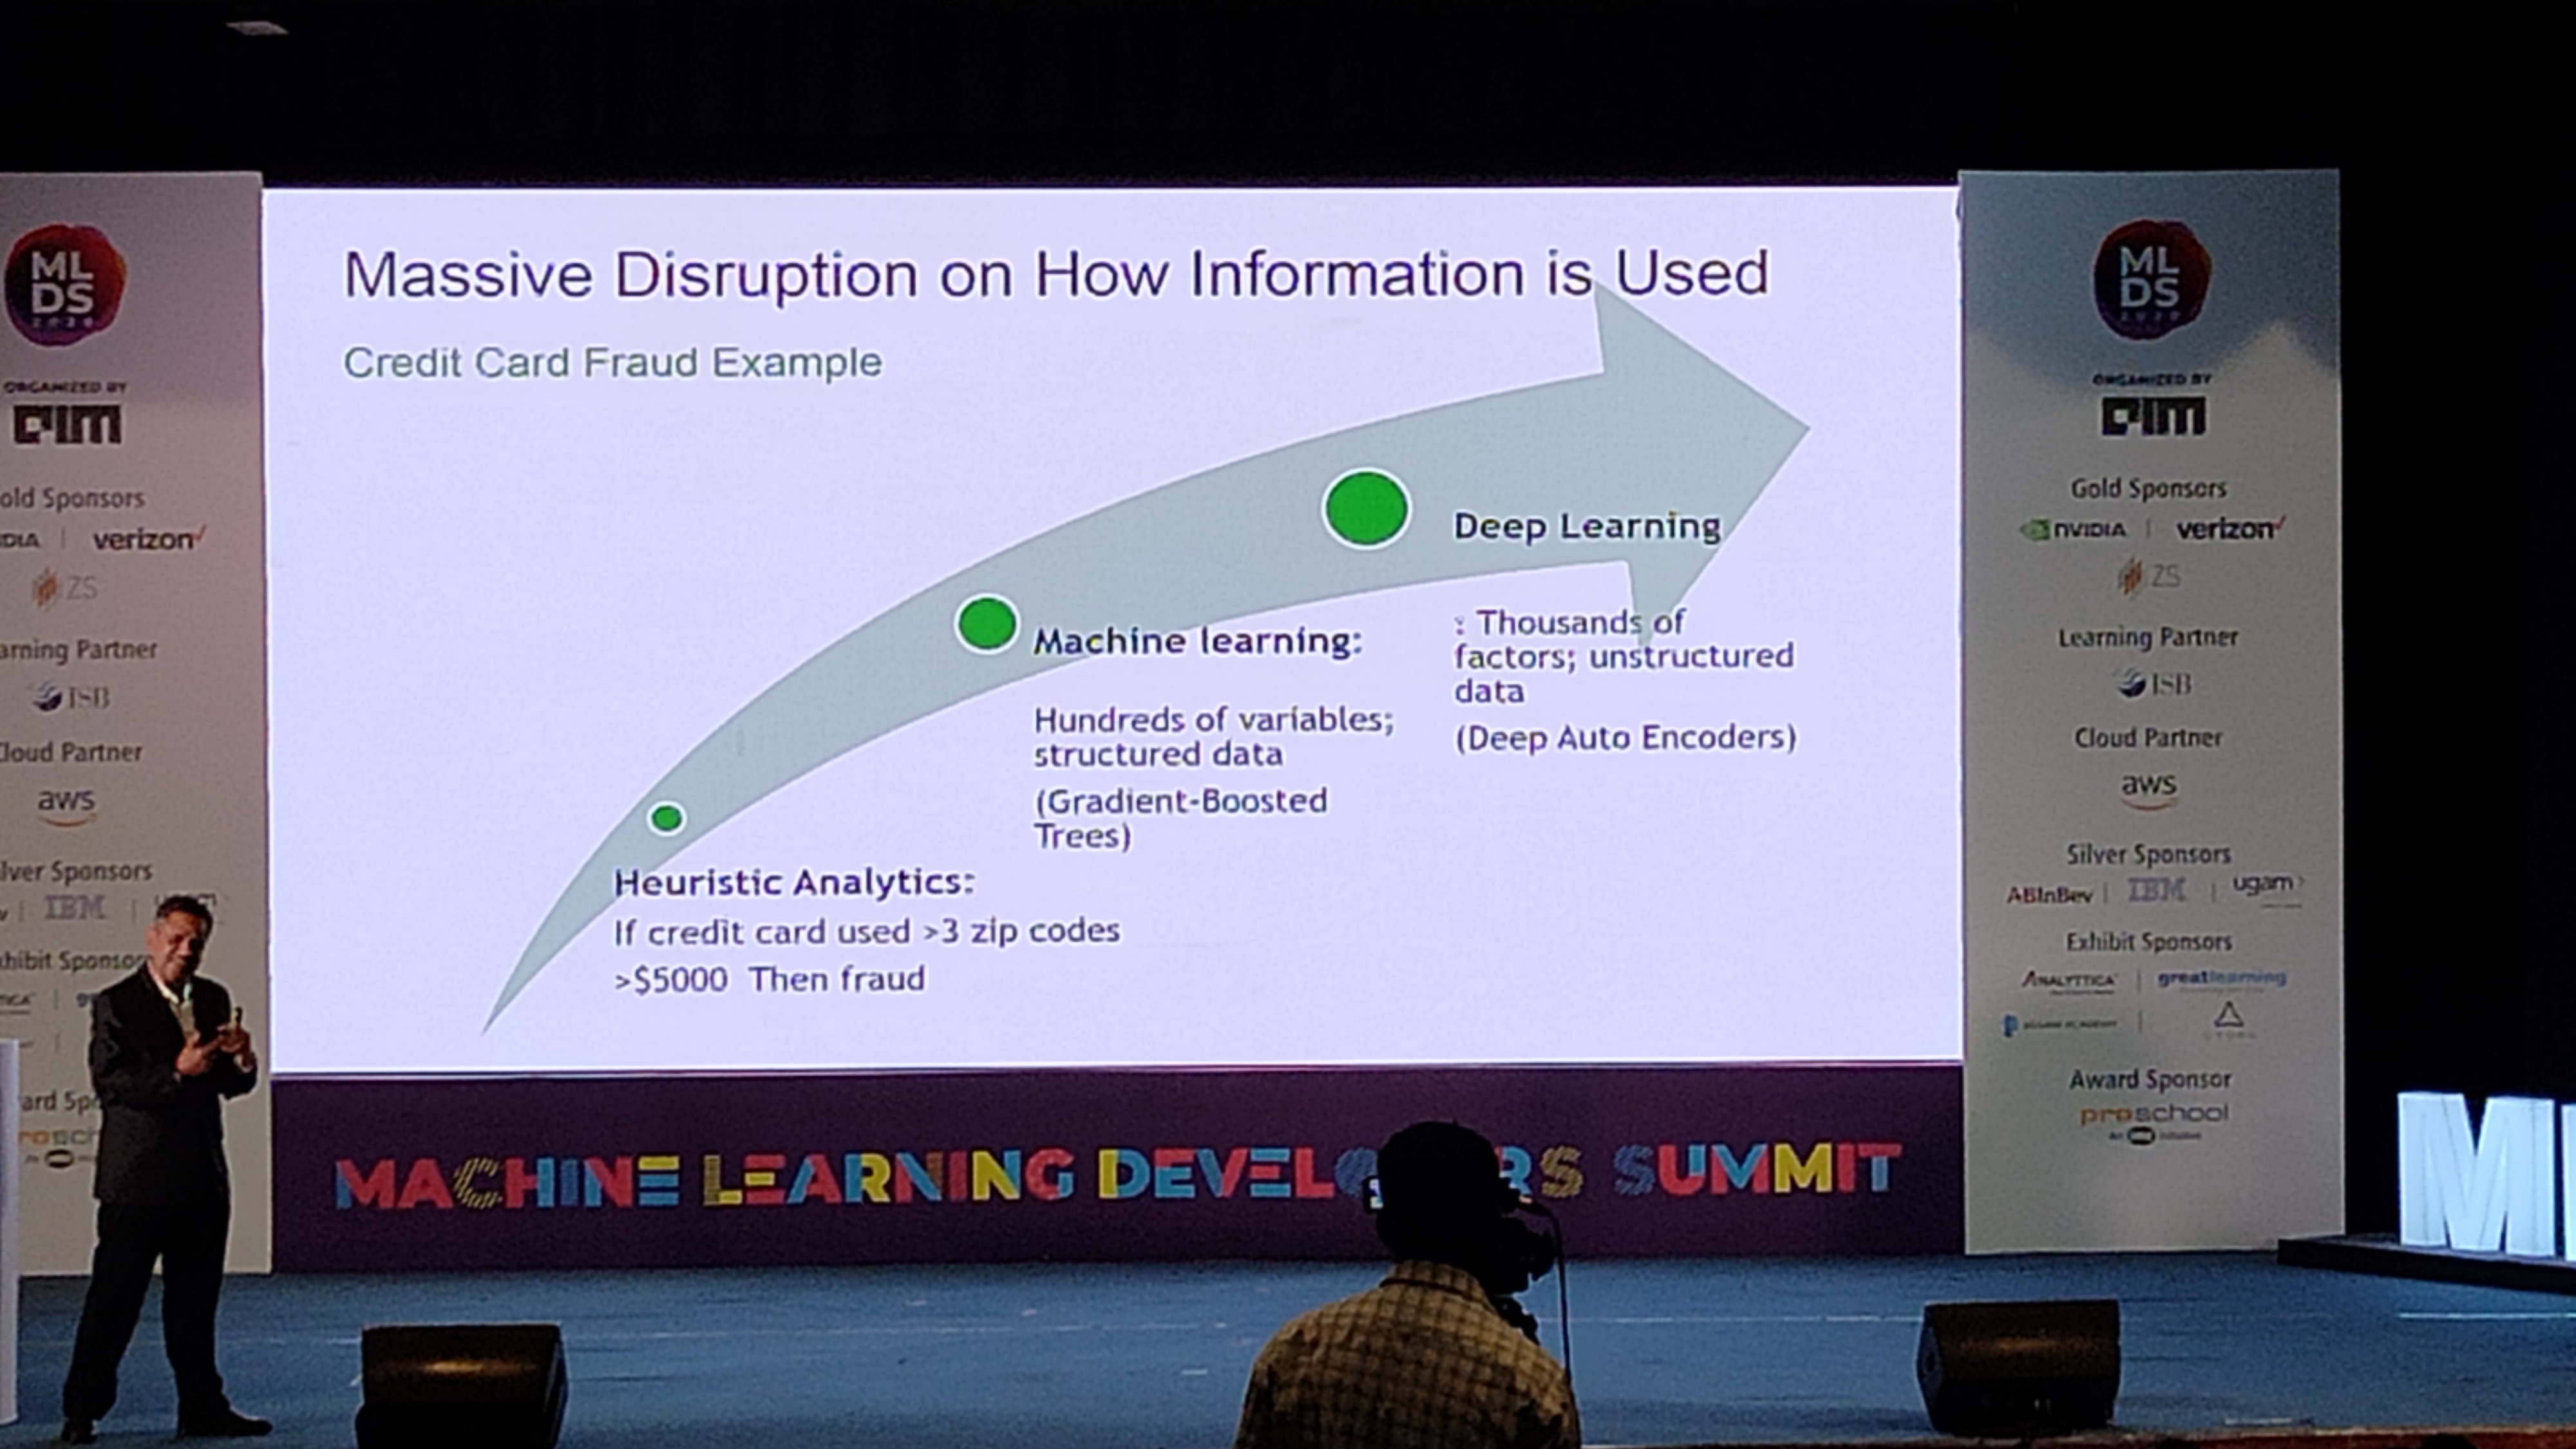 Massive Disruption on How Information is Used
Credit Card Fraud Example
Deep Learning
: Thousands of
factors; unstructured
data
(Deep Auto Encoders)
Machine learning:
Hundreds of variables;
structured data
(Gradient-Boosted
Trees)
Heuristic Analytics:
If credit card used >3 zip codes
>$5000 Then fraud
MACHINE LEARNING DEVEL RS SUMMIT
ML
DS
2020
ORGANIZED BY
AIM
old Sponsors
DIA | verizon
ZS
arning Partner
ISB
loud Partner
aws
lver Sponsors
v | IBM |
hibit Sponso
TICA
ard Sp
rosch
ML
DS
2020
ORGANIZED BY
AIM
Gold Sponsors
NVIDIA | verizon
ZS
Learning Partner
ISB
Cloud Partner
aws
Silver Sponsors
ABInBev | IBM | ugam
Exhibit Sponsors
ANALYTTICA | greatlearning
Award Sponsor
proschool
An initiative
M